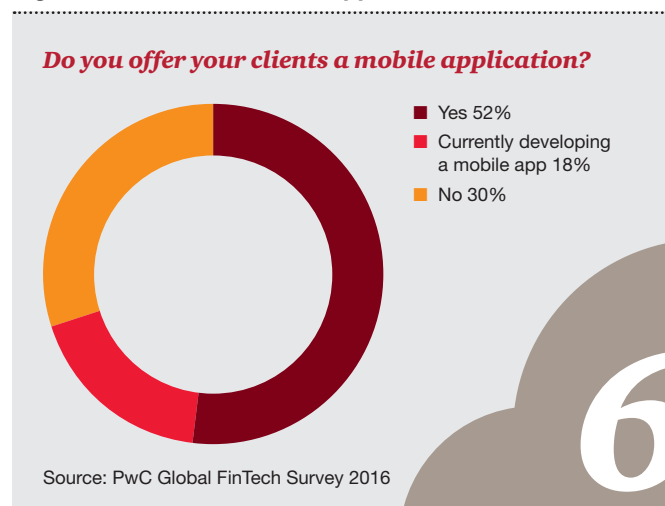 Do you offer your clients a mobile application?
Yes 52%
Currently developing
a mobile app 18%
No 30%
6
Source: PwC Global FinTech Survey 2016